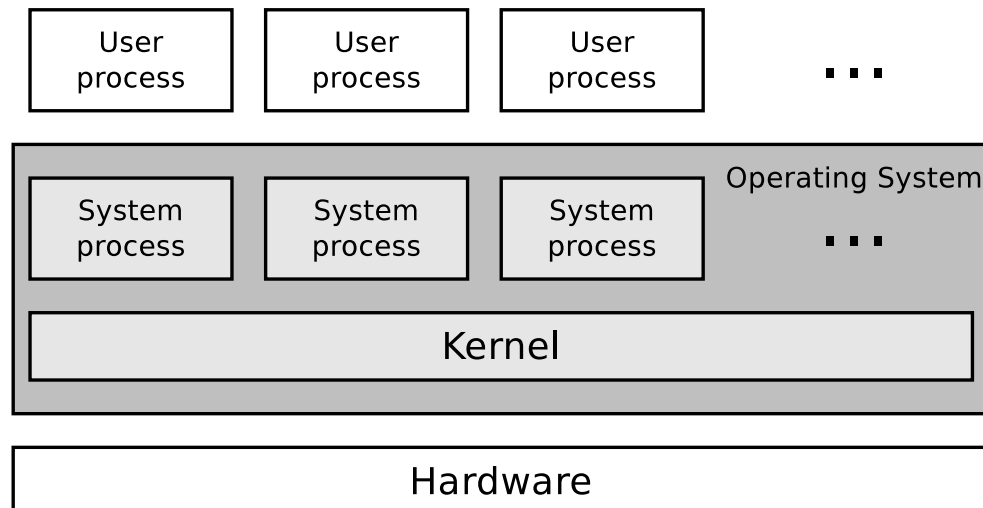 User
process
User
process
User
process
...
Operating System
System
process
System
process
System
process
...
Kernel
Hardware